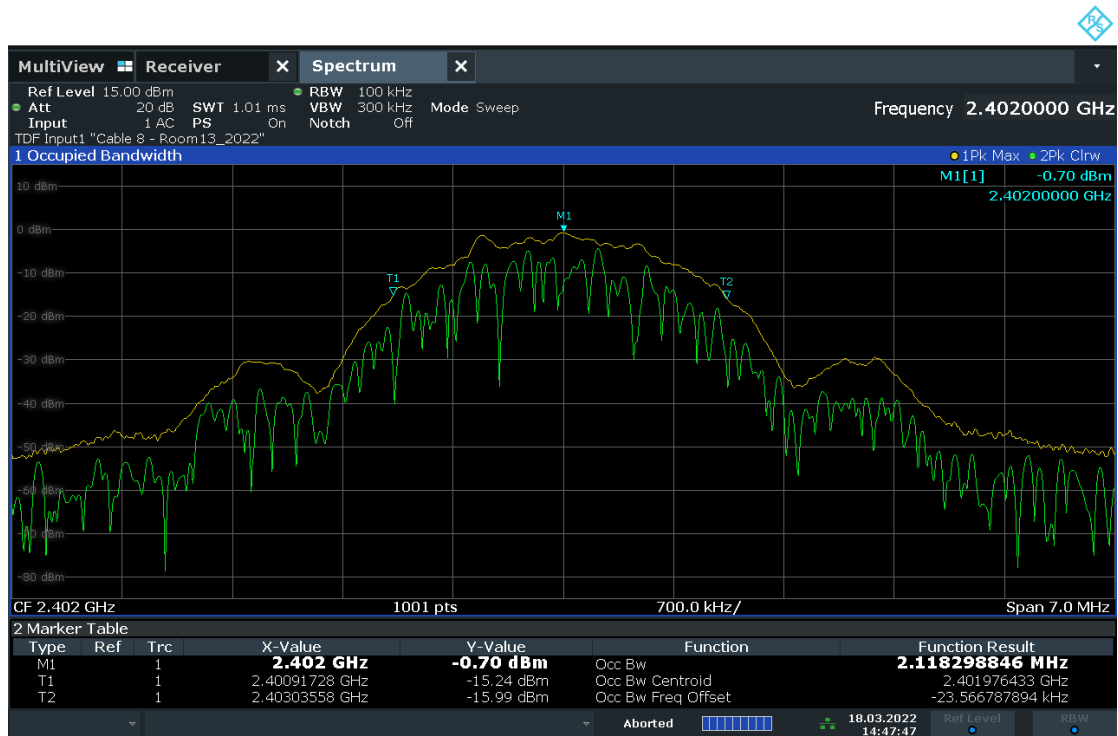 R&S
MultiView Receiver X Spectrum X
Ref Level 15.00 dBm RBW 100 kHz
Att 20 dB SWT 1.01 ms VBW 300 kHz Mode Sweep Frequency 2.4020000 GHz
Input 1 AC PS On Notch Off
TDF Input1 "Cable 8 - Room13_2022"
1 Occupied Bandwidth 1Pk Max 2Pk Clrw
M1[1] -0.70 dBm
2.40200000 GHz
10 dBm
M1
0 dBm
-10 dBm
T1 T2
-20 dBm
-30 dBm
-40 dBm
-50 dBm
-60 dBm
-70 dBm
-80 dBm
CF 2.402 GHz 1001 pts 700.0 kHz/ Span 7.0 MHz
2 Marker Table
Type Ref Trc X-Value Y-Value Function Function Result
M1 1 2.402 GHz -0.70 dBm Occ Bw 2.118298846 MHz
T1 1 2.40091728 GHz -15.24 dBm Occ Bw Centroid 2.401976433 GHz
T2 1 2.40303558 GHz -15.99 dBm Occ Bw Freq Offset -23.566787894 kHz
Aborted 18.03.2022 Ref Level RBW
14:47:47